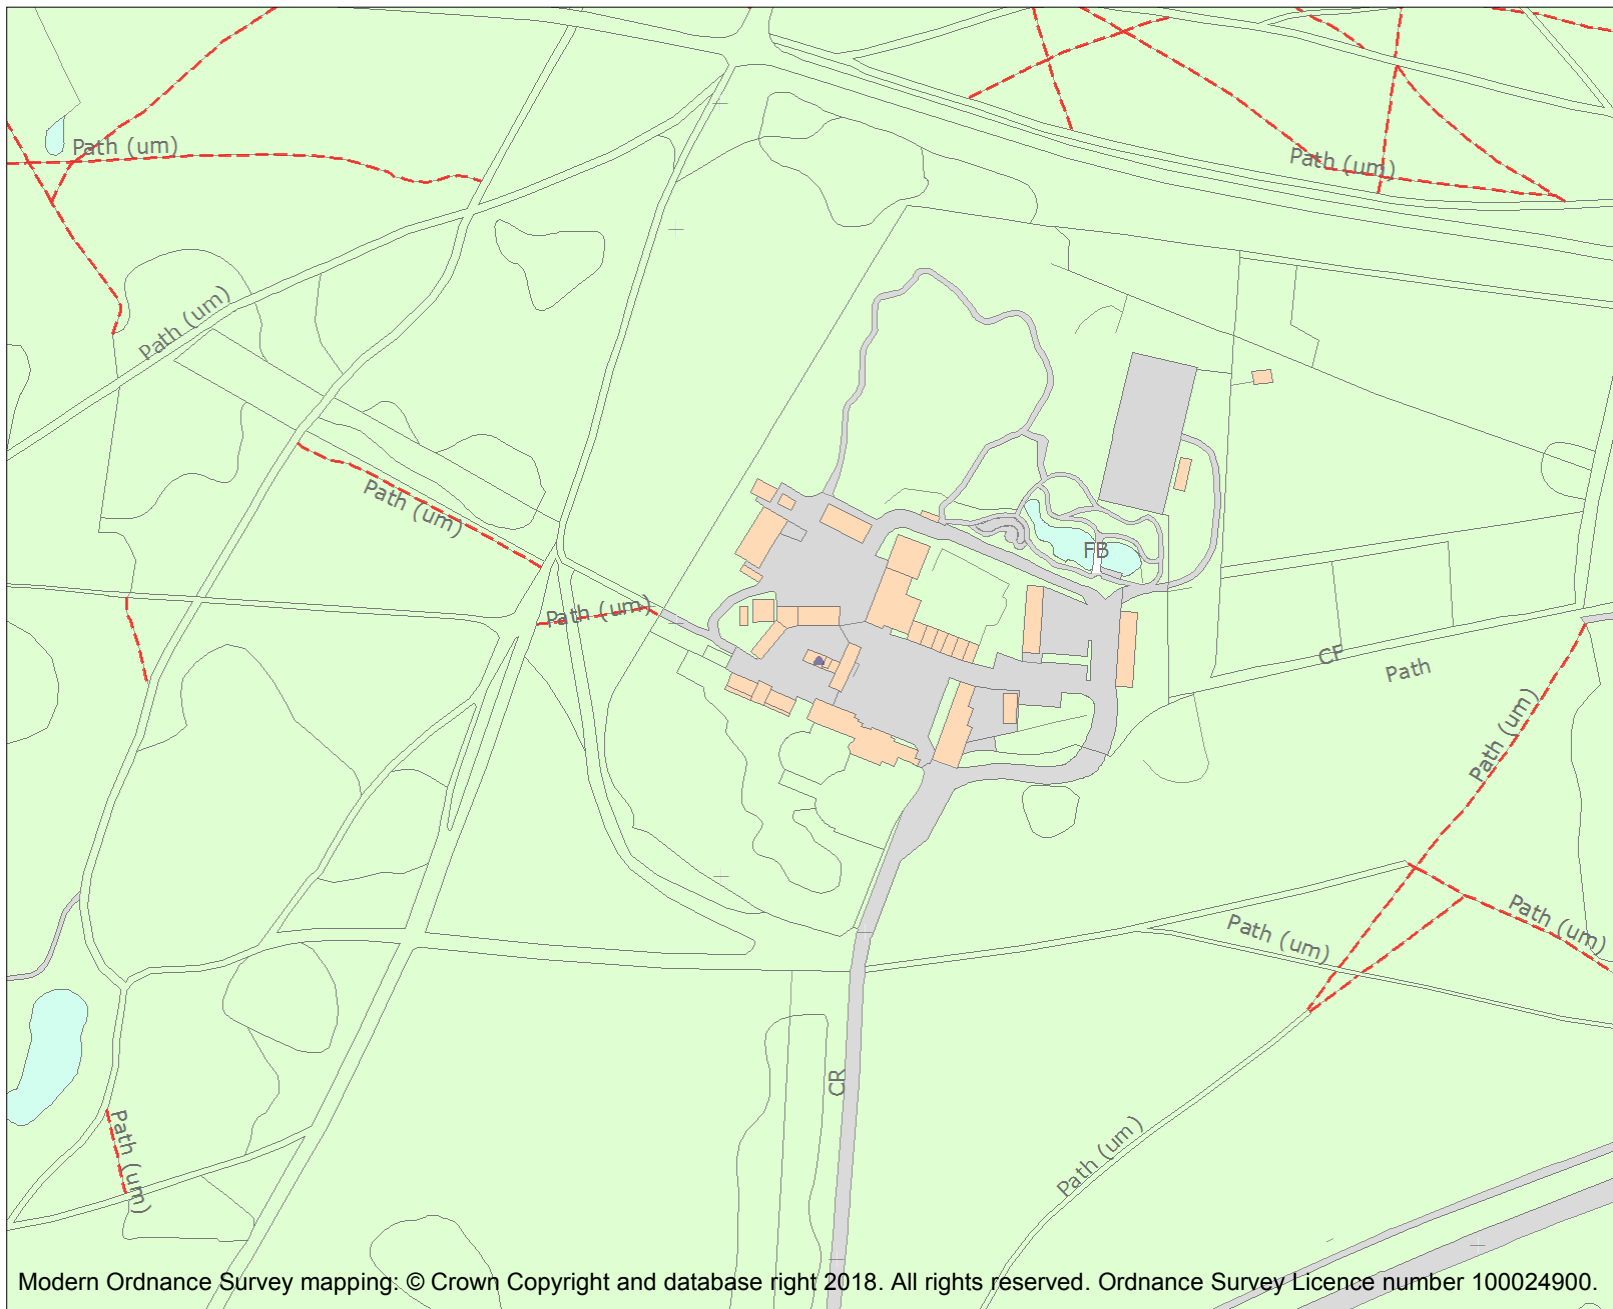 Path (um)
Path (um)
Path (um)
Path (um)
FB
Path (um)
CF
Path
Path (um)
Path (um)
Path (um)
CR
Path (um)
Path (um)
Modern Ordnance Survey mapping: © Crown Copyright and database right 2018. All rights reserved. Ordnance Survey Licence number 100024900.